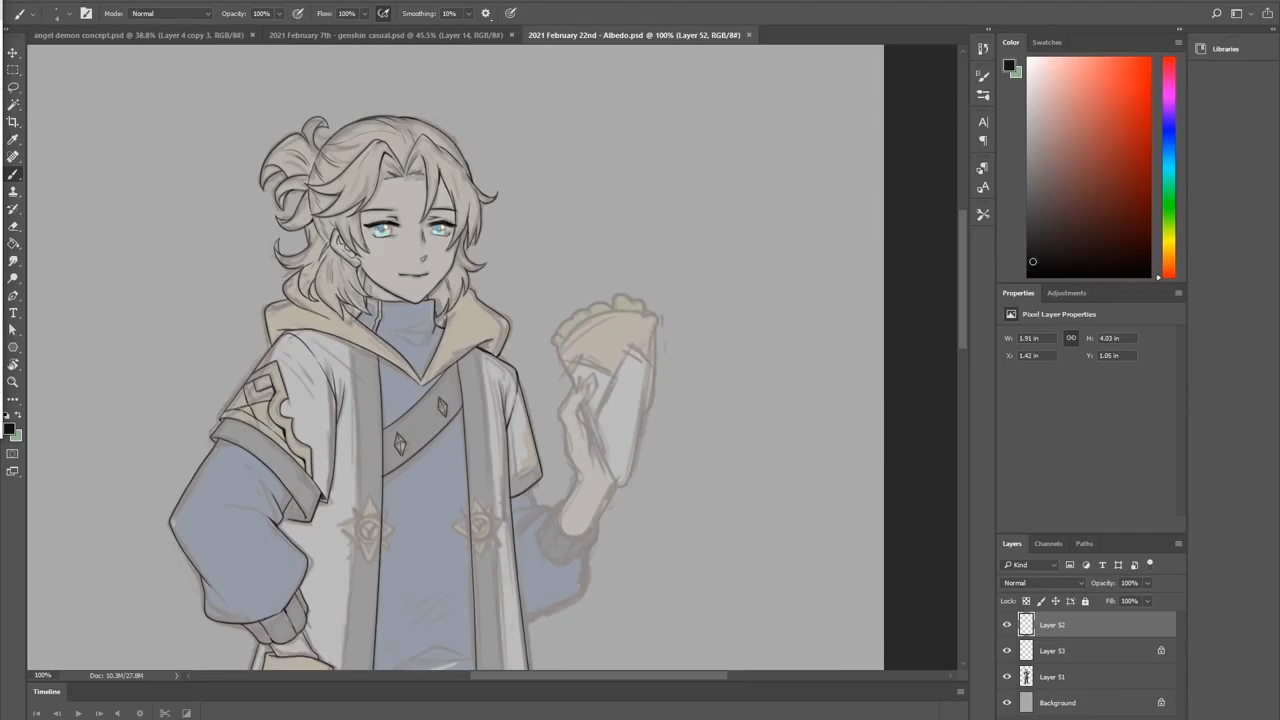 4 Mode: Normal Opacity: 100% Flow: 100% Smoothing: 10%
angel demon concept.psd @ 38.8% (Layer 4 copy 3, RGB/8#) × 2021 February 7th - genshin casual.psd @ 45.5% (Layer 14, RGB/8#) × 2021 February 22nd - Albedo.psd @ 100% (Layer 52, RGB/8#) ×
Color Swatches
Libraries
Properties Adjustments
Pixel Layer Properties
W: 1.91 in H: 4.03 in
X: 1.42 in Y: 1.05 in
Layers Channels Paths
Kind
Normal Opacity: 100%
Lock: Fill: 100%
Layer 52
Layer 53
Layer 51
Background
100% Doc: 10.3M/27.8M
Timeline